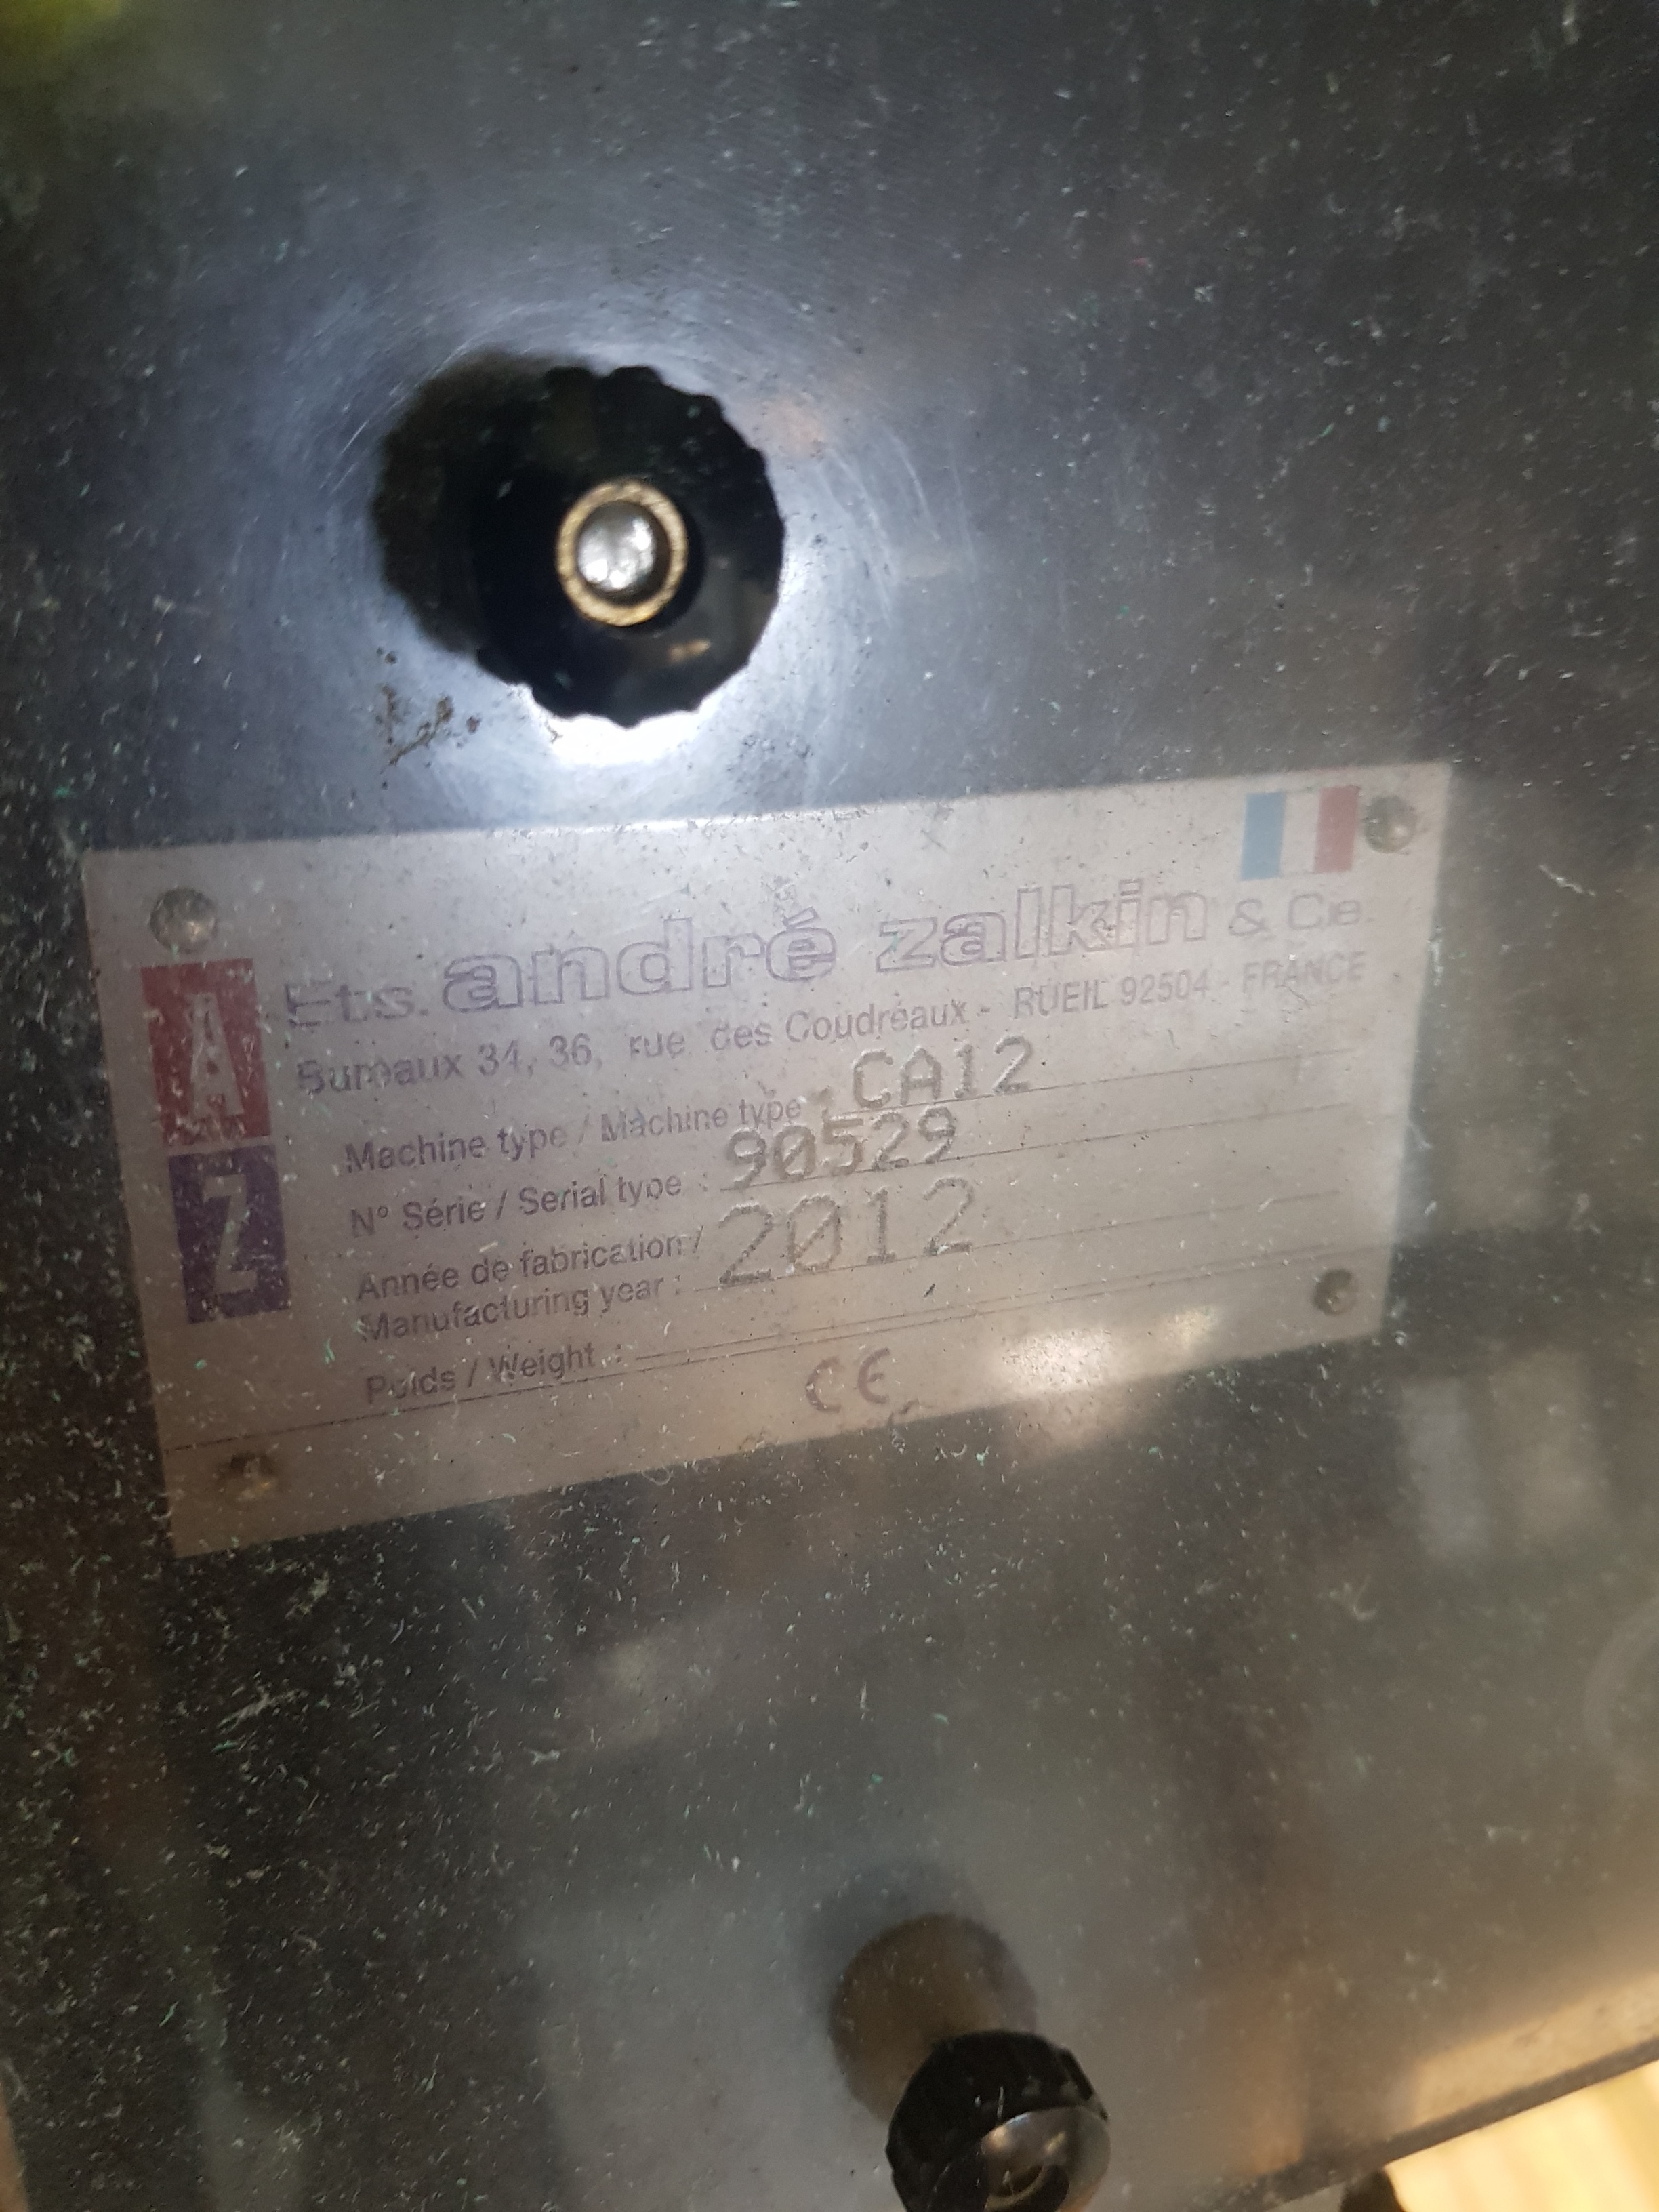 A
Z
Ets. andré zalkin & Cie
Bureaux 34, 36, rue des Coudreaux - RUEIL 92504 - FRANCE
Machine type / Machine type : CA12
N° Série / Serial type : 90529
Année de fabrication /
Manufacturing year : 2012
Poids / Weight :
CE